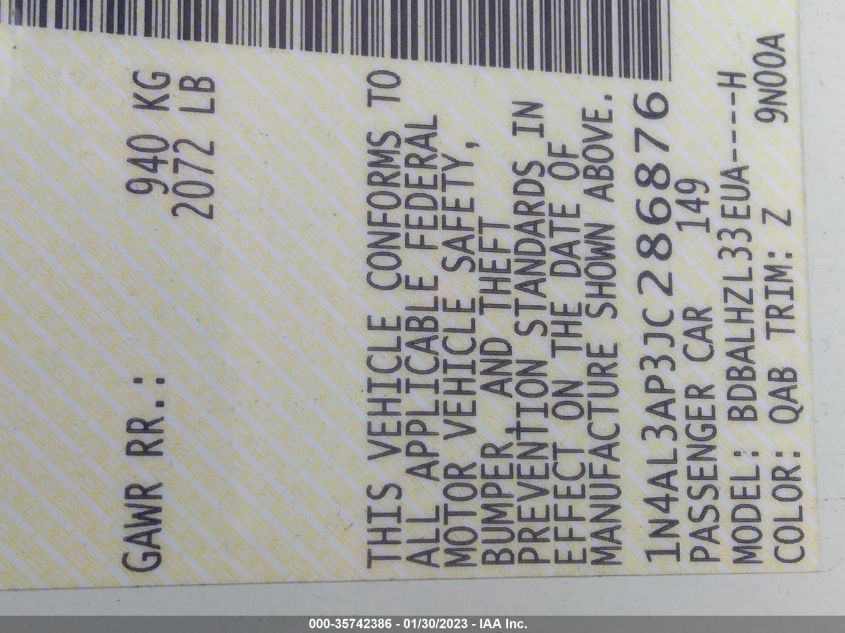 GAWR RR.: 940 KG
2072 LB
THIS VEHICLE CONFORMS TO
ALL APPLICABLE FEDERAL
MOTOR VEHICLE SAFETY,
BUMPER, AND THEFT
PREVENTION STANDARDS IN
EFFECT ON THE DATE OF
MANUFACTURE SHOWN ABOVE.
1N4AL3AP3JC286876
PASSENGER CAR 149
MODEL: BDBALHZL33EUA----H
COLOR: QAB TRIM: Z 9N00A
000-35742386 - 01/30/2023 - IAA Inc.